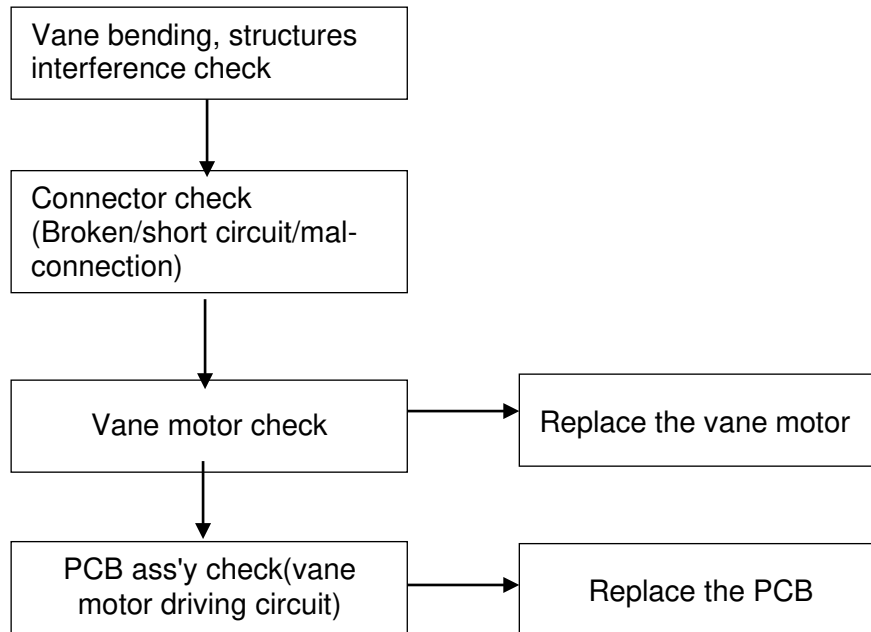 Vane bending, structures
interference check
Connector check
(Broken/short circuit/mal-
connection)
Vane motor check
Replace the vane motor
PCB ass'y check(vane
motor driving circuit)
Replace the PCB